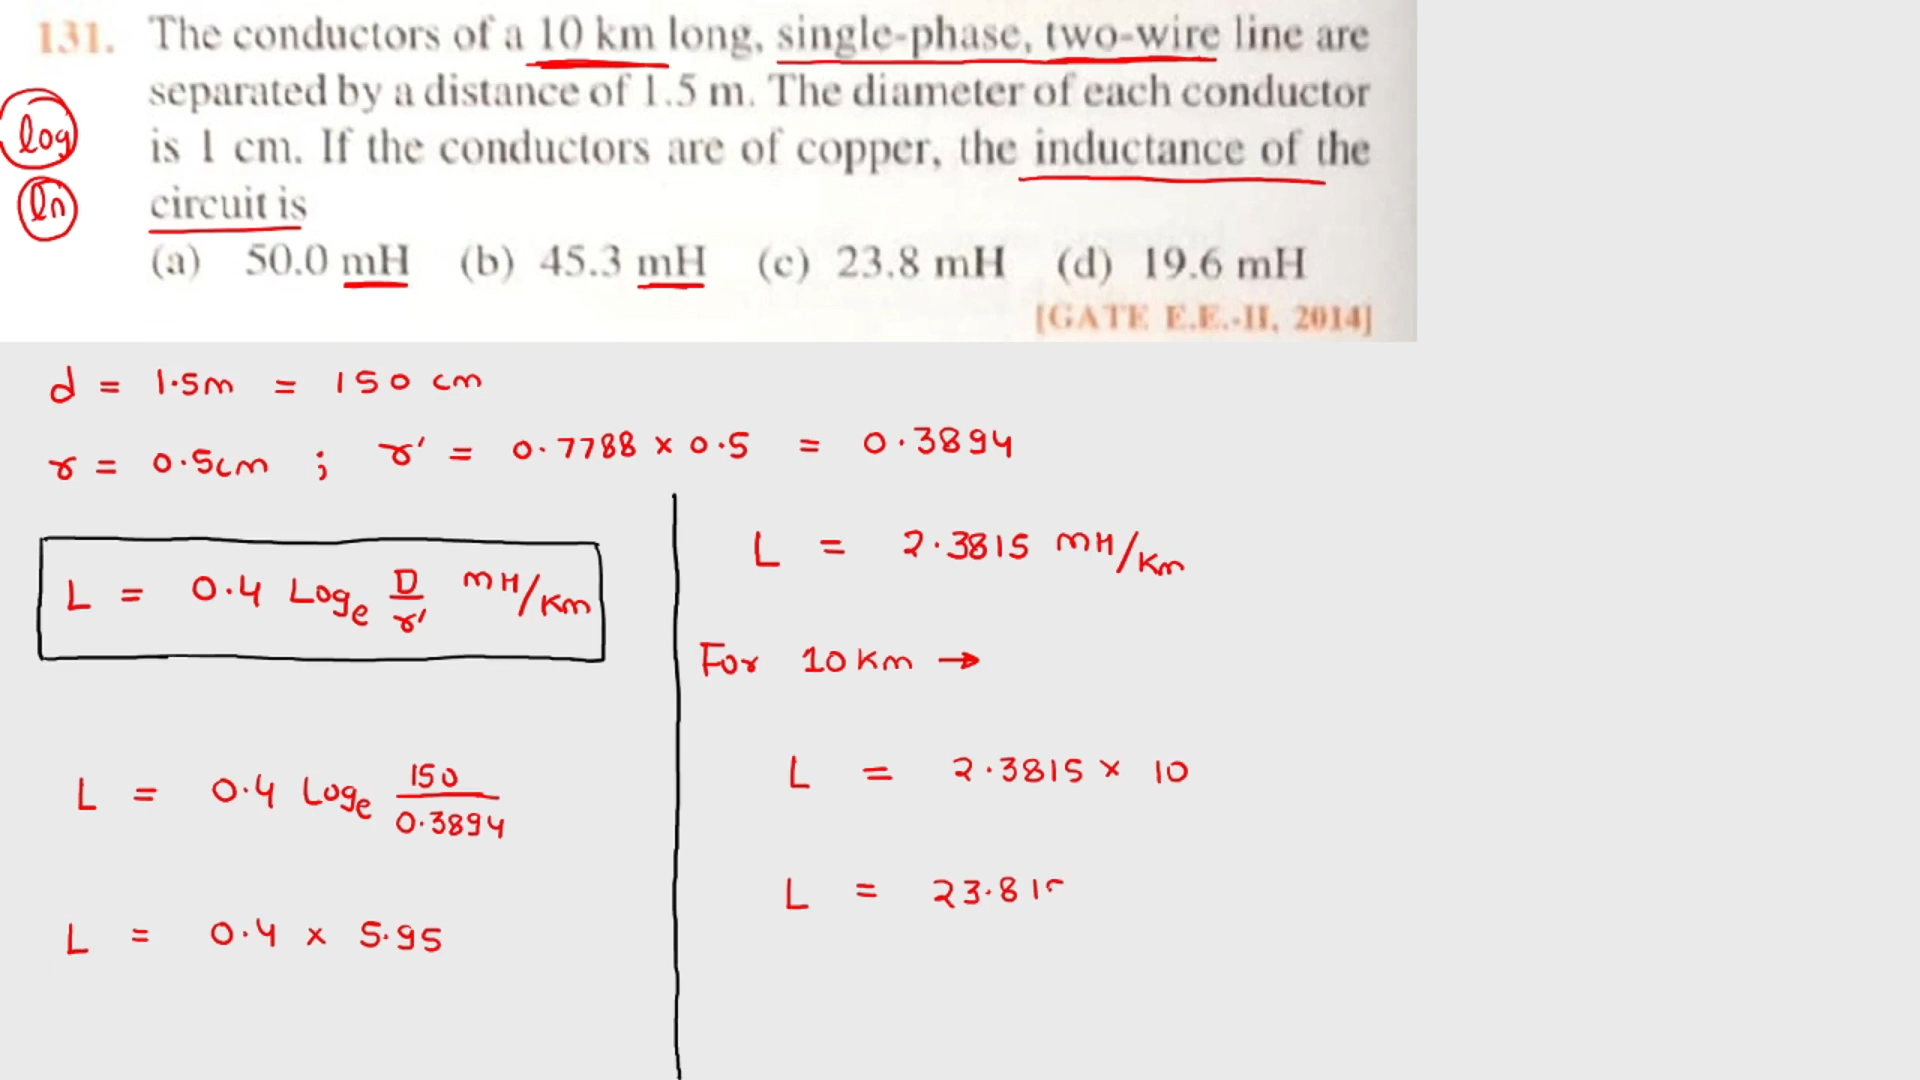 131. The conductors of a 10 km long, single-phase, two-wire line are
separated by a distance of 1.5 m. The diameter of each conductor
is 1 cm. If the conductors are of copper, the inductance of the
circuit is
(a) 50.0 mH (b) 45.3 mH (c) 23.8 mH (d) 19.6 mH
[GATE E.E.-II, 2014]
log
ln
d = 1.5m = 150 cm
r = 0.5cm ; r' = 0.7788 × 0.5 = 0.3894
L = 0.4 Loge D/r' mH/Km
L = 0.4 Loge 150/0.3894
L = 0.4 × 5.95
L = 2.3815 mH/Km
For 10 Km →
L = 2.3815 × 10
L = 23.81